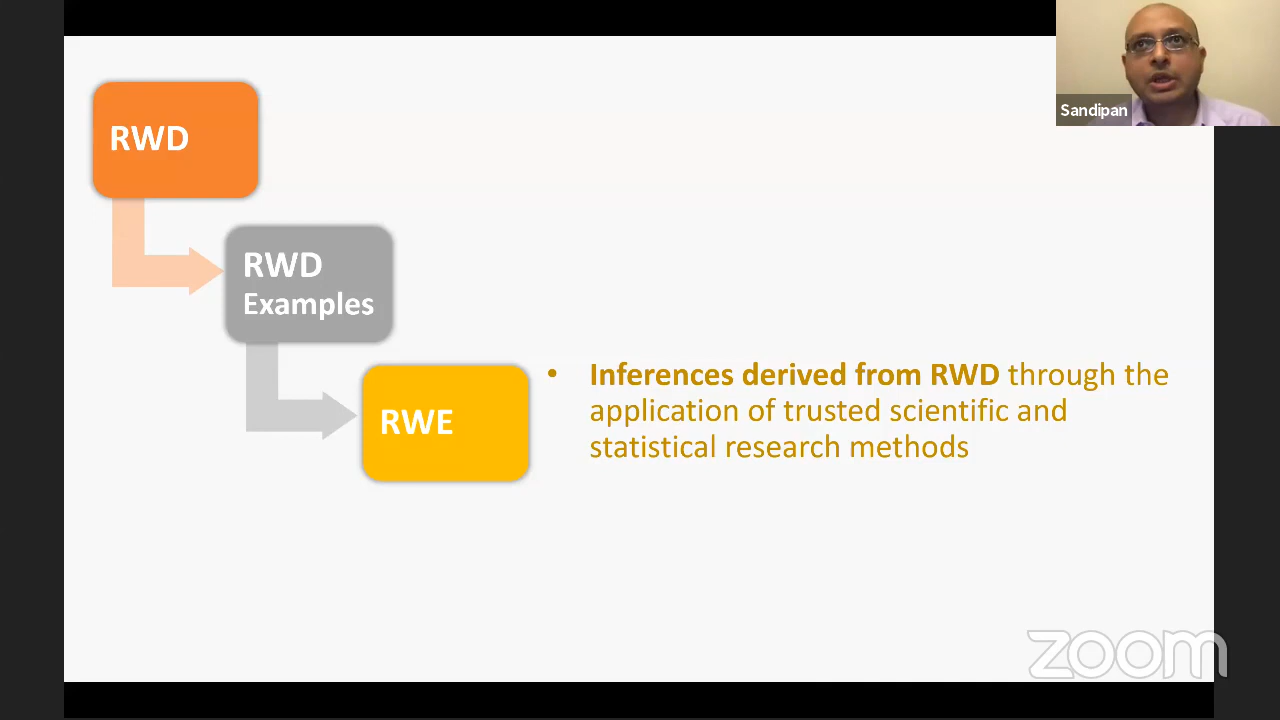 RWD
Sandipan
RWD
Examples
RWE
• Inferences derived from RWD through the
application of trusted scientific and
statistical research methods
zoom